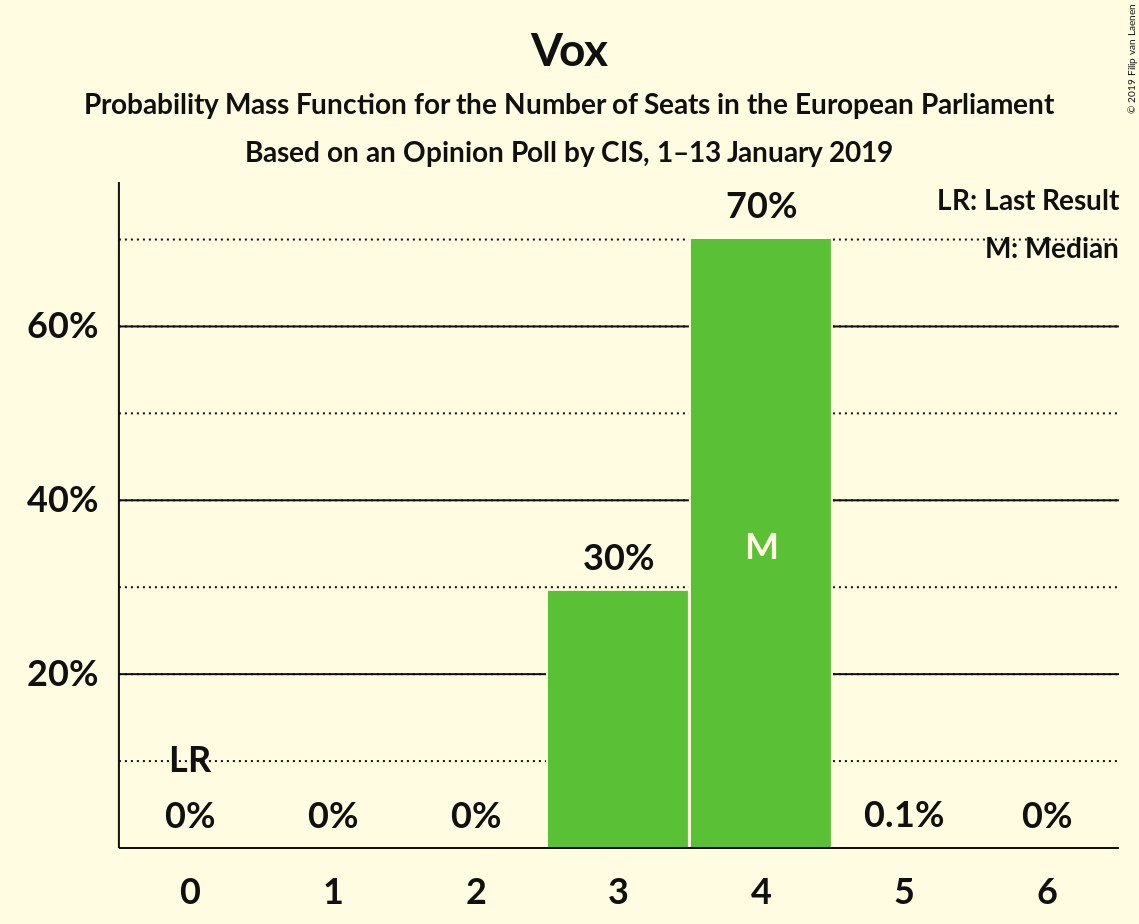 Vox
Probability Mass Function for the Number of Seats in the European Parliament
Based on an Opinion Poll by CIS, 1–13 January 2019
© 2019 Filip van Laenen
LR: Last Result
M: Median
70%
60%
40%
30%
M
20%
LR
0%
0%
0%
0.1%
0%
0
1
2
3
4
5
6